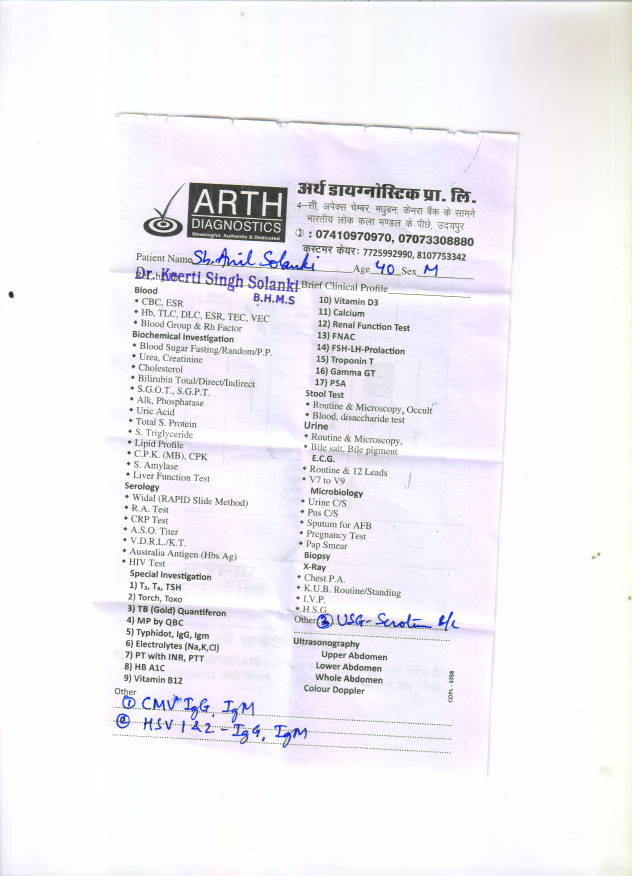 ARTH
DIAGNOSTICS
Meaningful, Authentic & Dedicated
अर्थ डायग्नोस्टिक प्रा. लि.
4-सी, अपेक्स चेम्बर, मधुबन, केनरा बैंक के सामने
भारतीय लोक कला मण्डल के पीछे, उदयपुर
: 07410970970, 07073308880
कस्टमर केयर: 7725992990, 8107753342
Patient Name Sh. Anil Solanki Age 40 Sex M
Dr. Keerti Singh Solanki
B.H.M.S
Brief Clinical Profile
Blood
• CBC, ESR
• Hb, TLC, DLC, ESR, TEC, VEC
• Blood Group & Rh Factor
Biochemical Investigation
• Blood Sugar Fasting/Random/P.P.
• Urea, Creatinine
• Cholesterol
• Bilirubin Total/Direct/Indirect
• S.G.O.T., S.G.P.T.
• Alk, Phosphatase
• Uric Acid
• Total S. Protein
• S. Triglyceride
• Lipid Profile
• C.P.K. (MB), CPK
• S. Amylase
• Liver Function Test
Serology
• Widal (RAPID Slide Method)
• R.A. Test
• CRP Test
• A.S.O. Titer
• V.D.R.L./K.T.
• Australia Antigen (Hbs Ag)
• HIV Test
Special Investigation
1) T₃, T₄, TSH
2) Torch, Toxo
3) TB (Gold) Quantiferon
4) MP by QBC
5) Typhidot, IgG, Igm
6) Electrolytes (Na,K,Cl)
7) PT with INR, PTT
8) HB A1C
9) Vitamin B12
10) Vitamin D3
11) Calcium
12) Renal Function Test
13) FNAC
14) FSH-LH-Prolaction
15) Troponin T
16) Gamma GT
17) PSA
Stool Test
• Routine & Microscopy, Occult
• Blood, disaccharide test
Urine
• Routine & Microscopy,
• Bile salt, Bile pigment
E.C.G.
• Routine & 12 Leads
• V7 to V9
Microbiology
• Urine C/S
• Pus C/S
• Sputum for AFB
• Pregnancy Test
• Pap Smear
Biopsy
X-Ray
• Chest P.A.
• K.U.B. Routine/Standing
• I.V.P.
• H.S.G.
Other ③ USG - Scrotum B/L
Ultrasonography
Upper Abdomen
Lower Abdomen
Whole Abdomen
Colour Doppler
COPL - 3358
Other
① CMV IgG, IgM
② HSV 1 & 2 - IgG, IgM